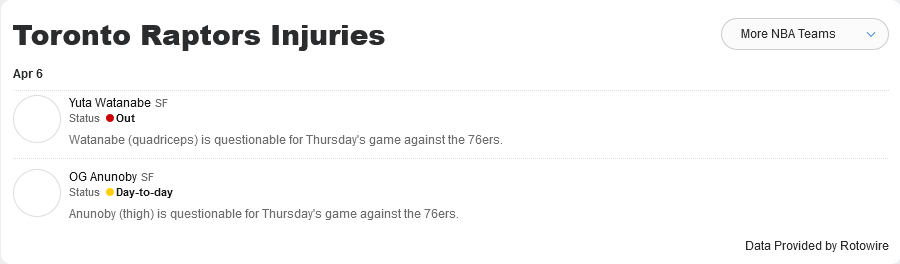 Toronto Raptors Injuries
More NBA Teams
Apr 6
Yuta Watanabe SF
Status Out
Watanabe (quadriceps) is questionable for Thursday's game against the 76ers.
OG Anunoby SF
Status Day-to-day
Anunoby (thigh) is questionable for Thursday's game against the 76ers.
Data Provided by Rotowire